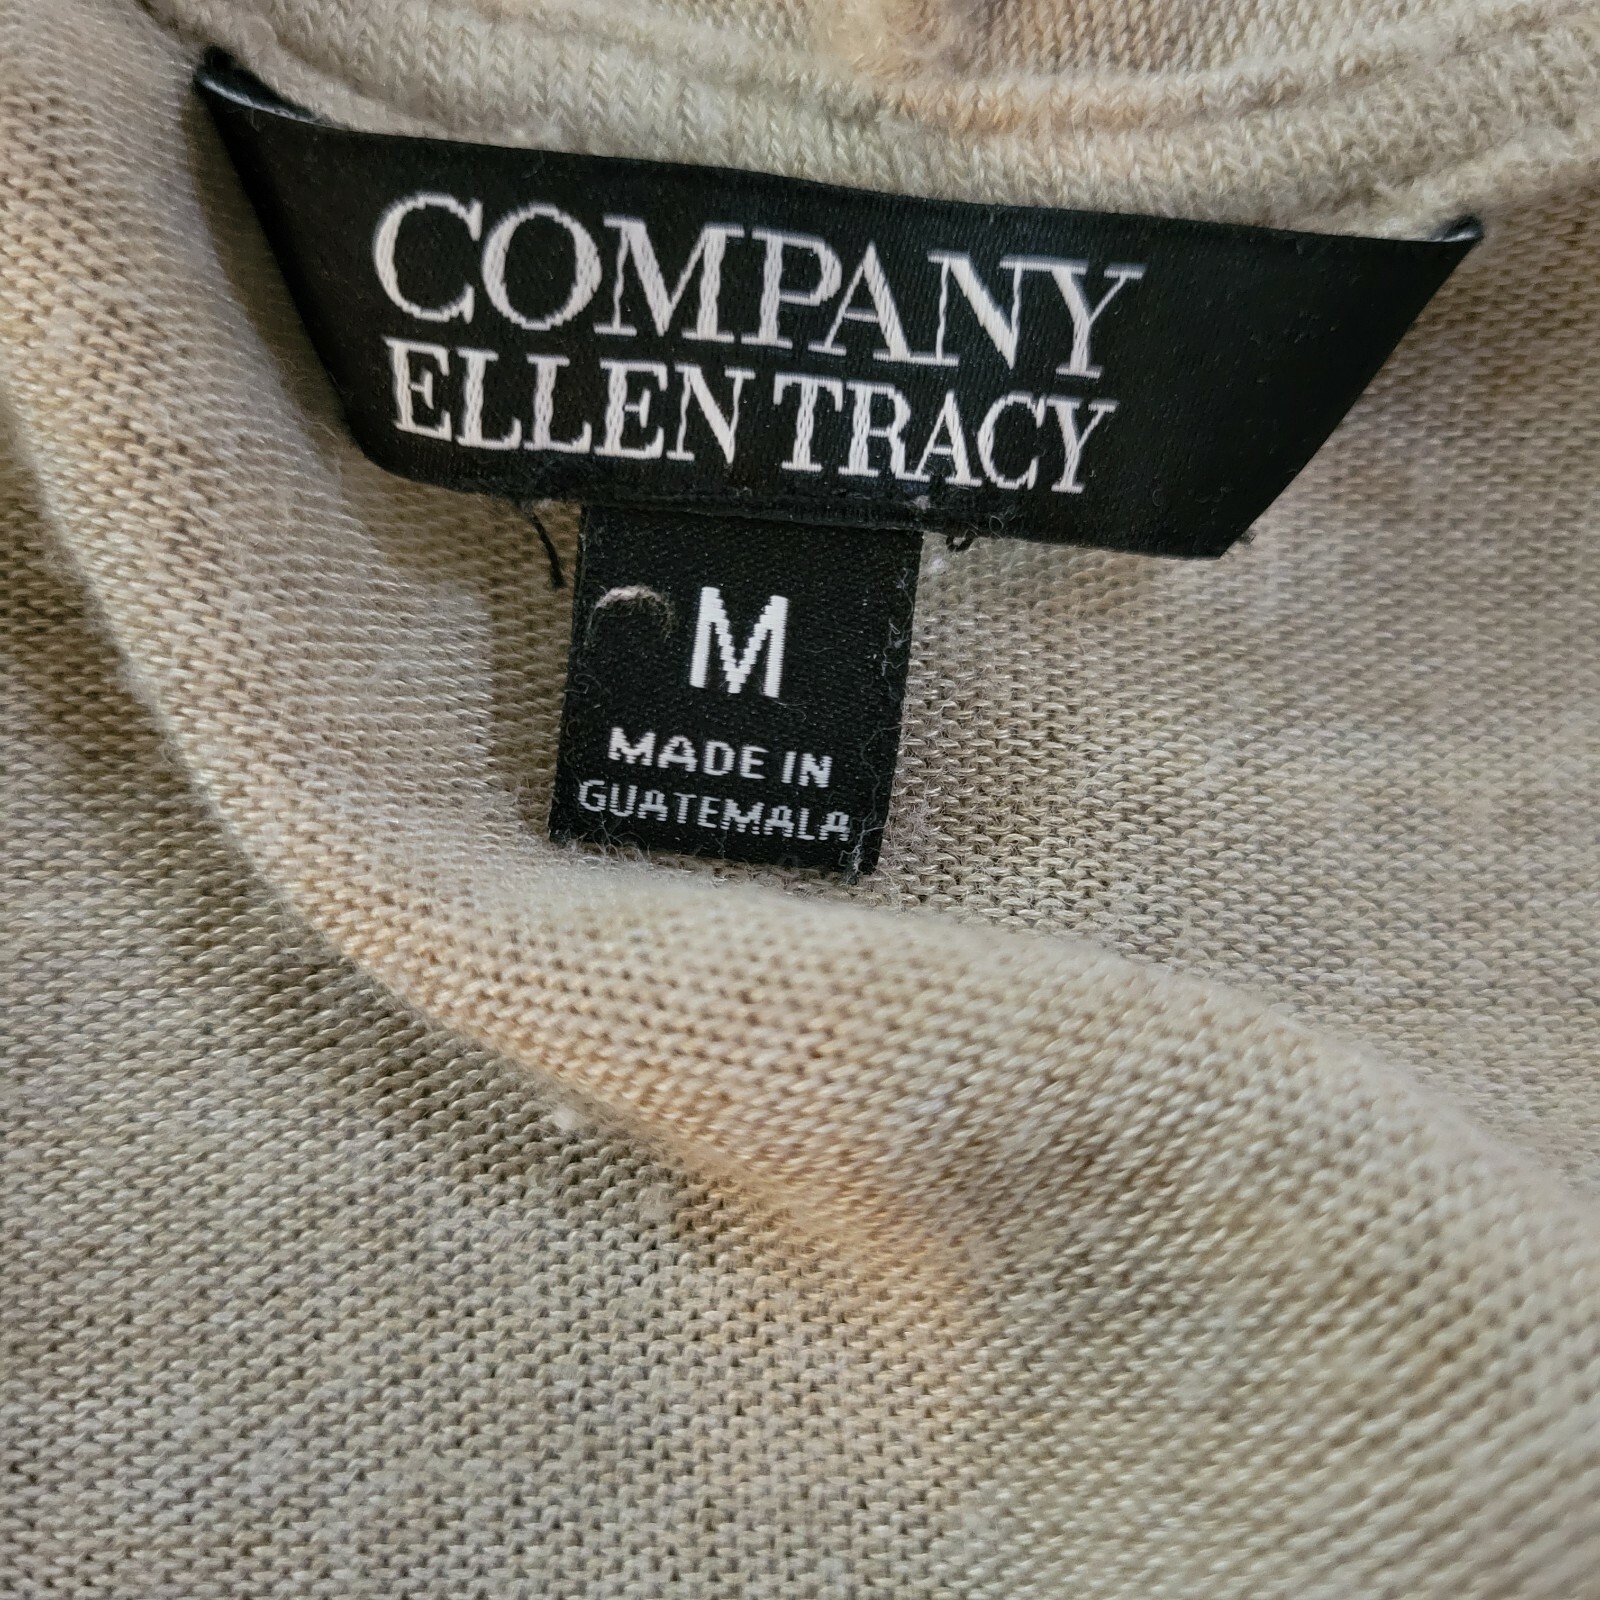 COMPANY
ELLEN TRACY
M
MADE IN
GUATEMALA